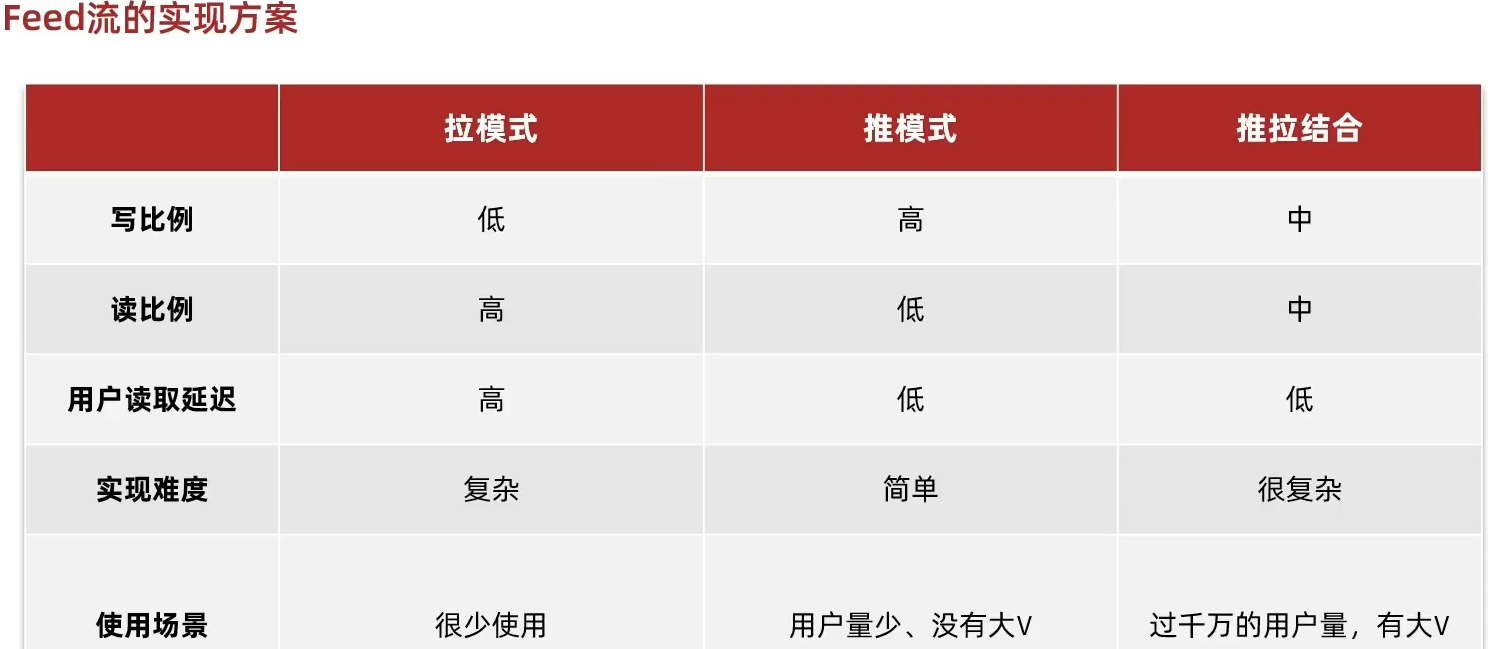 Feed流的实现方案
拉模式 推模式 推拉结合
写比例 低 高 中
读比例 高 低 中
用户读取延迟 高 低 低
实现难度 复杂 简单 很复杂
使用场景 很少使用 用户量少、没有大V 过千万的用户量，有大V